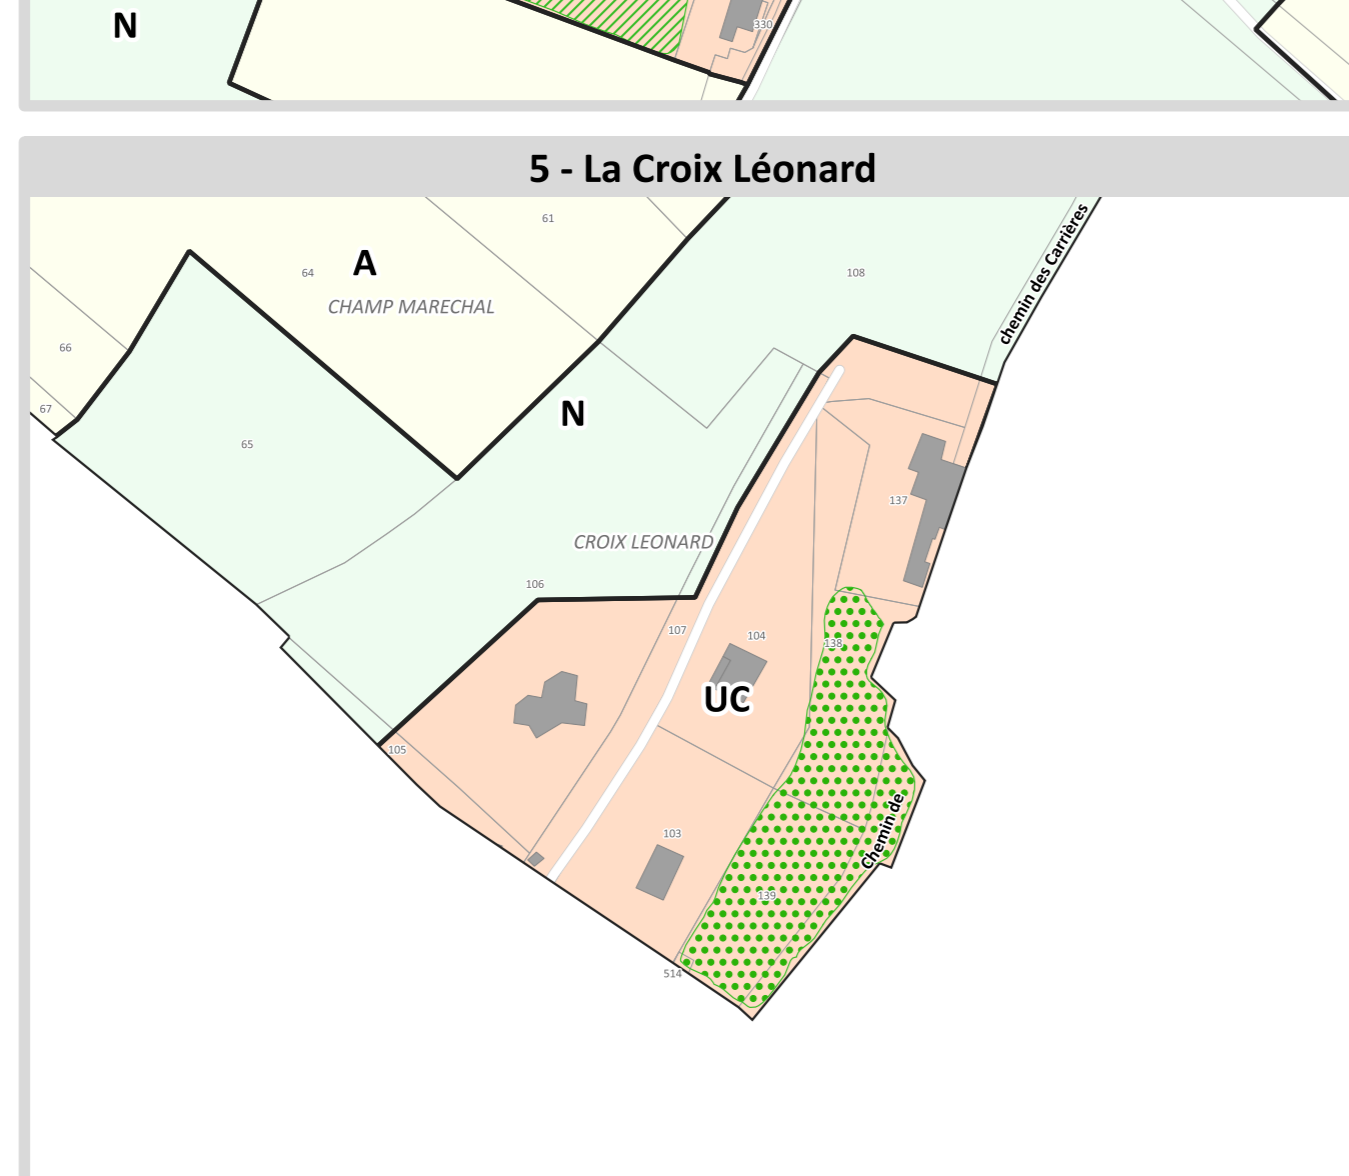 N
330
5 - La Croix Léonard
61
64
A
CHAMP MARECHAL
108
chemin des Carrières
66
67
65
N
137
CROIX LEONARD
106
107
104
138
UC
105
103
Chemin de
139
514